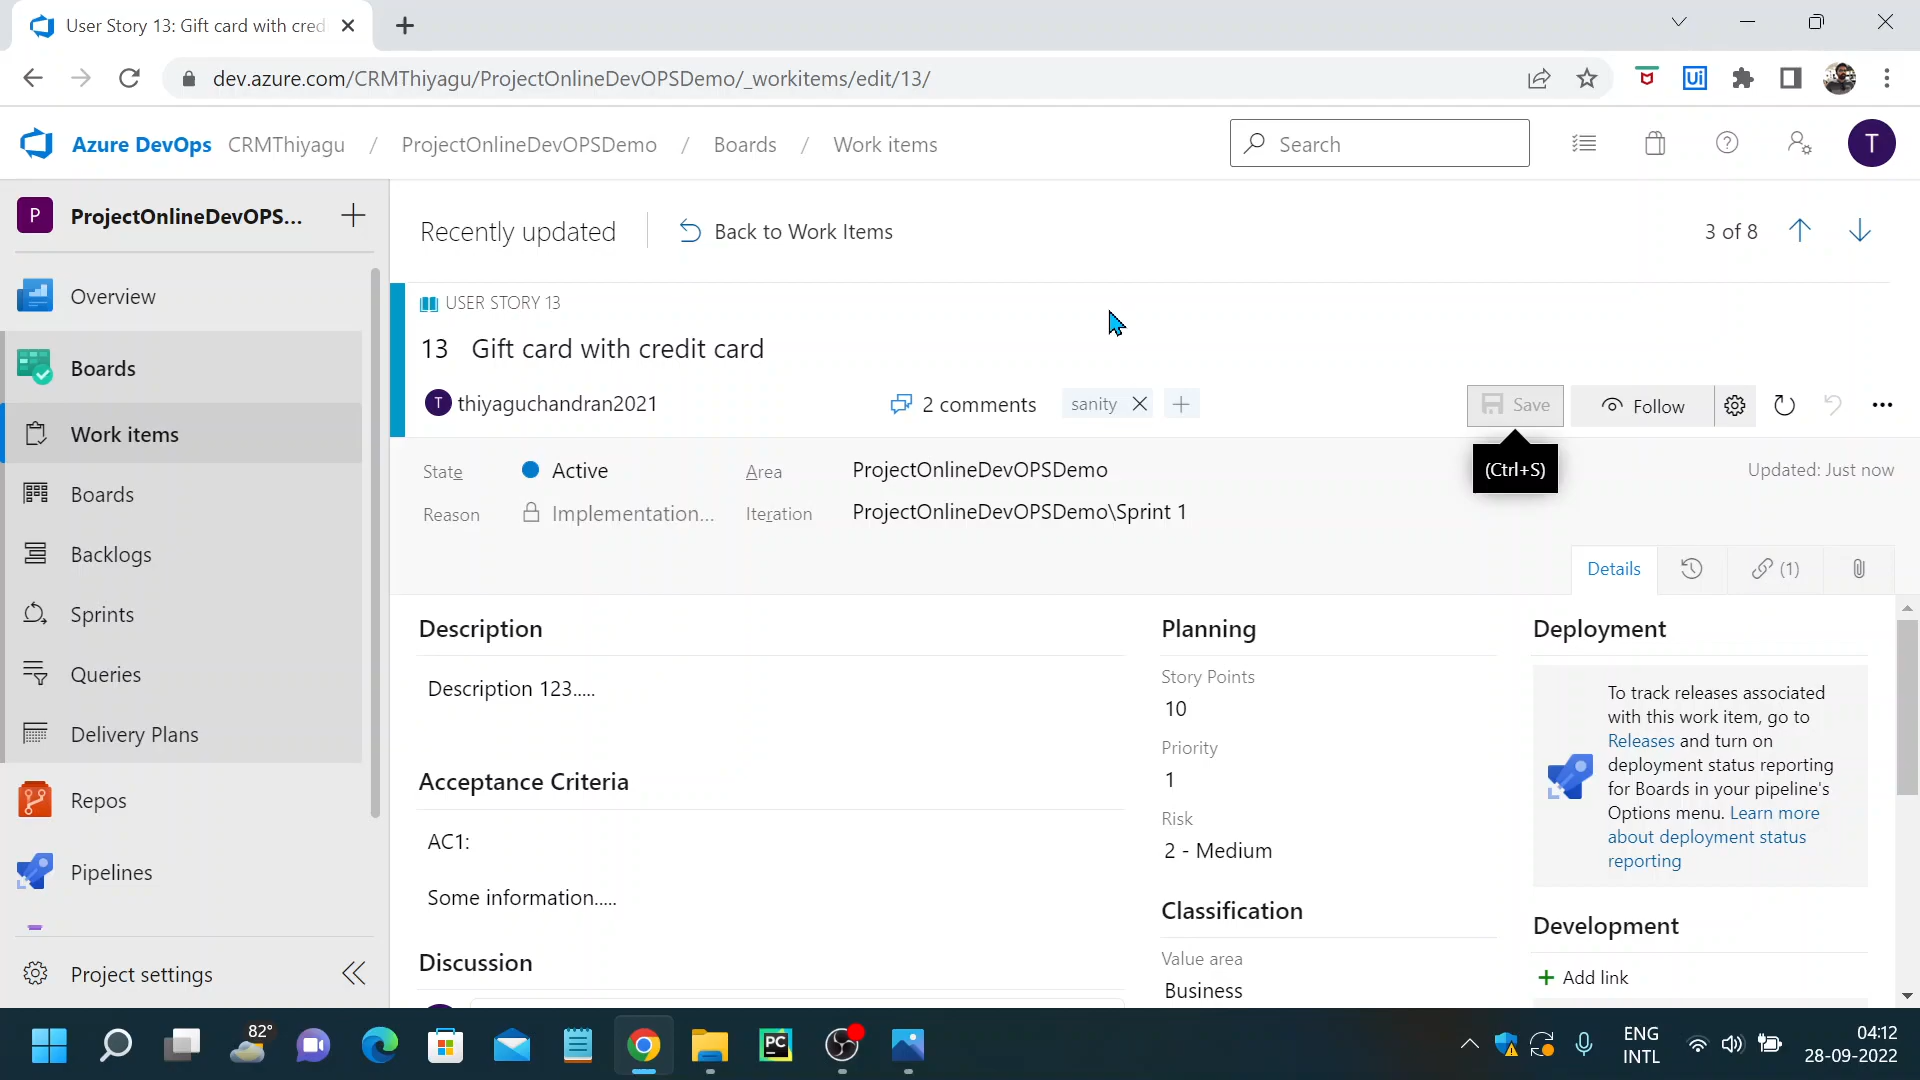 User Story 13: Gift card with cred
dev.azure.com/CRMThiyagu/ProjectOnlineDevOPSDemo/_workitems/edit/13/
Ui
Azure DevOps CRMThiyagu / ProjectOnlineDevOPSDemo / Boards / Work items
Search
T
P ProjectOnlineDevOPS...
Recently updated
Back to Work Items
3 of 8
Overview
Boards
Work items
Boards
Backlogs
Sprints
Queries
Delivery Plans
Repos
Pipelines
Project settings
USER STORY 13
13 Gift card with credit card
T thiyaguchandran2021
2 comments
sanity
Save
Follow
(Ctrl+S)
State Active
Area ProjectOnlineDevOPSDemo
Updated: Just now
Reason Implementation...
Iteration ProjectOnlineDevOPSDemo\Sprint 1
Details
(1)
Description
Description 123.....
Acceptance Criteria
AC1:
Some information.....
Discussion
Planning
Story Points
10
Priority
1
Risk
2 - Medium
Classification
Value area
Business
Deployment
To track releases associated
with this work item, go to
Releases and turn on
deployment status reporting
for Boards in your pipeline's
Options menu. Learn more
about deployment status
reporting
Development
Add link
82°
PC
ENG
INTL
04:12
28-09-2022